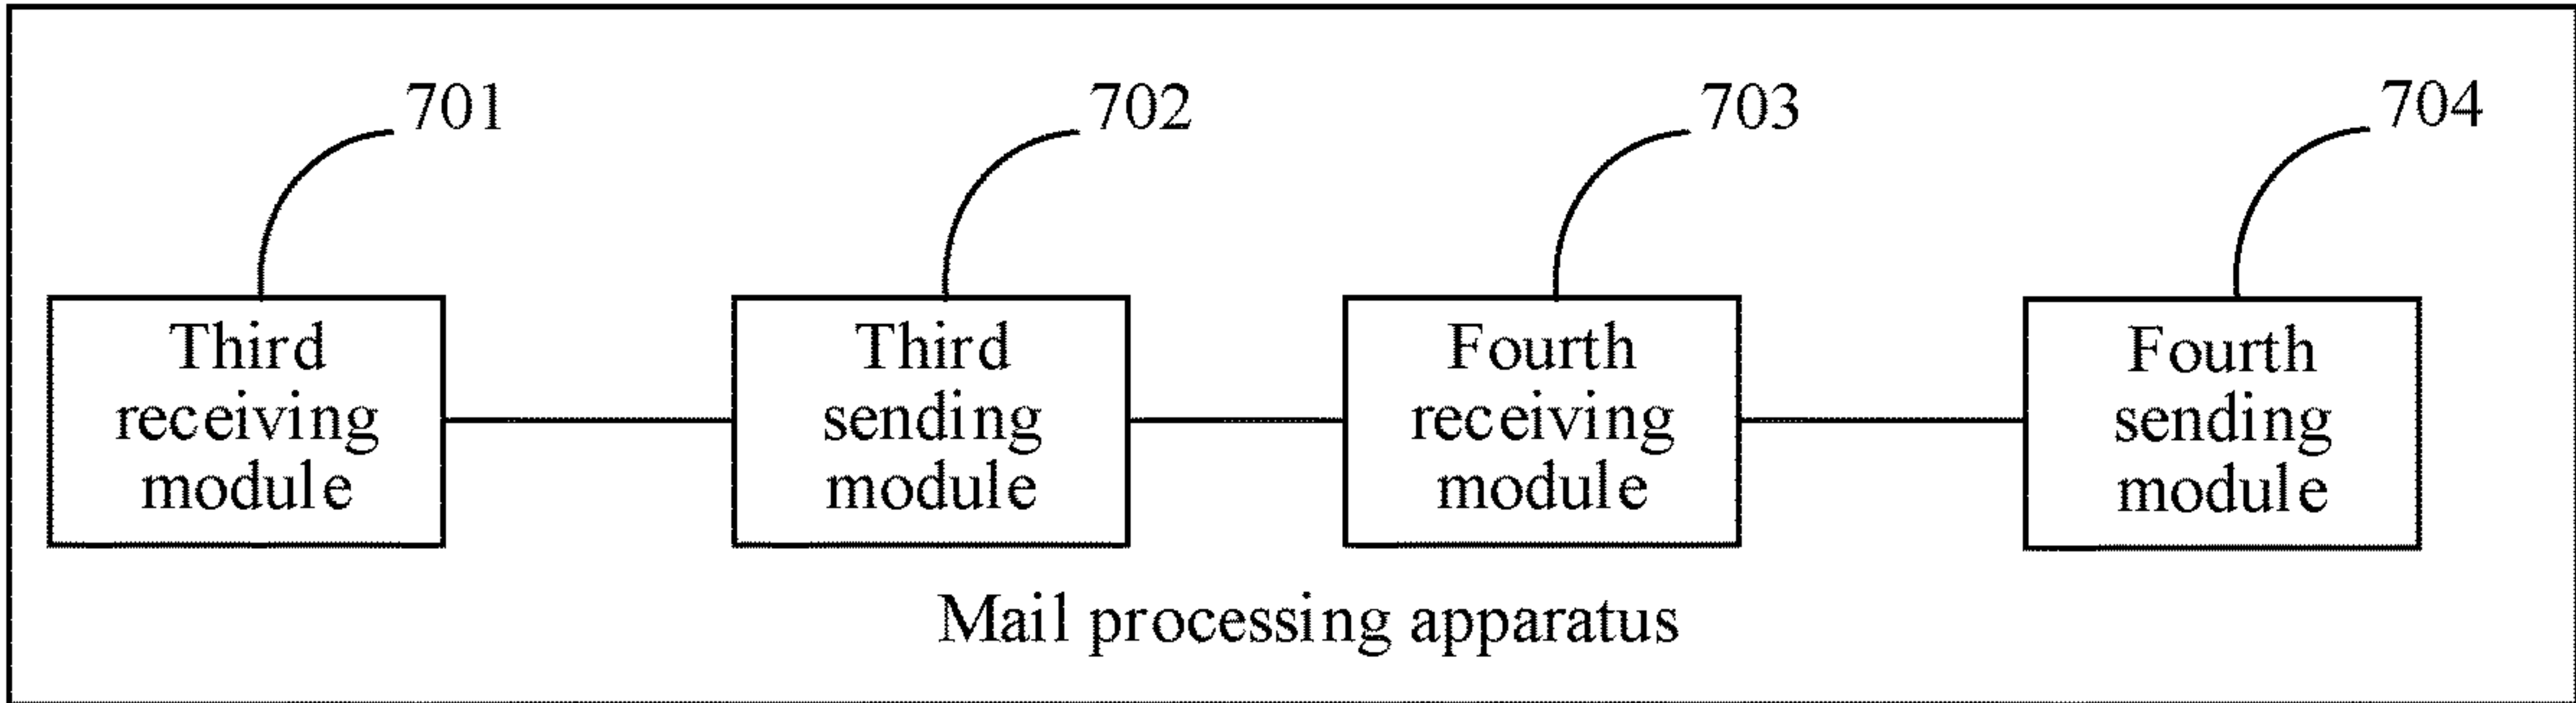 701
702
703
704
Third
receiving
module
Third
sending
module
Fourth
receiving
module
Fourth
sending
module
Mail processing apparatus